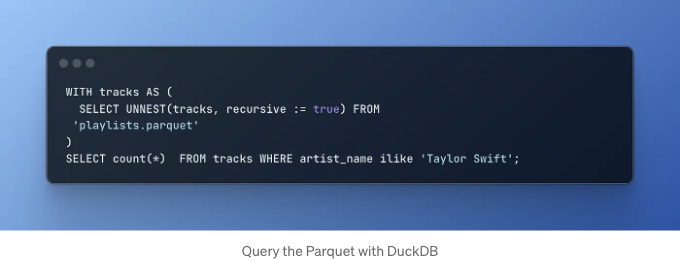 WITH tracks AS (
SELECT UNNEST(tracks, recursive := true) FROM
'playlists.parquet'
)
SELECT count(*)  FROM tracks WHERE artist_name ilike 'Taylor Swift';
Query the Parquet with DuckDB